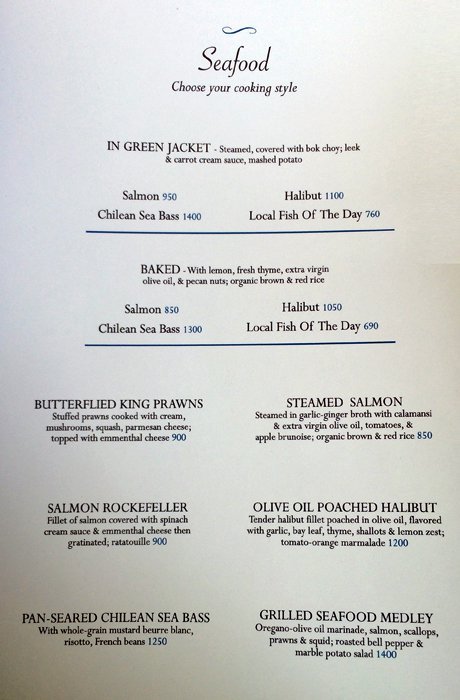 Seafood
Choose your cooking style
IN GREEN JACKET - Steamed, covered with bok choy; leek
& carrot cream sauce, mashed potato
Salmon 950
Halibut 1100
Chilean Sea Bass 1400
Local Fish Of The Day 760
BAKED - With lemon, fresh thyme, extra virgin
olive oil, & pecan nuts; organic brown & red rice
Salmon 850
Halibut 1050
Chilean Sea Bass 1300
Local Fish Of The Day 690
BUTTERFLIED KING PRAWNS
Stuffed prawns cooked with cream,
mushrooms, squash, parmesan cheese;
topped with emmenthal cheese 900
STEAMED SALMON
Steamed in garlic-ginger broth with calamansi
& extra virgin olive oil, tomatoes, &
apple brunoise; organic brown & red rice 850
SALMON ROCKEFELLER
Fillet of salmon covered with spinach
cream sauce & emmenthal cheese then
gratinated; ratatouille 900
OLIVE OIL POACHED HALIBUT
Tender halibut fillet poached in olive oil, flavored
with garlic, bay leaf, thyme, shallots & lemon zest;
tomato-orange marmalade 1200
PAN-SEARED CHILEAN SEA BASS
With whole-grain mustard beurre blanc,
risotto, French beans 1250
GRILLED SEAFOOD MEDLEY
Oregano-olive oil marinade, salmon, scallops,
prawns & squid; roasted bell pepper &
marble potato salad 1400